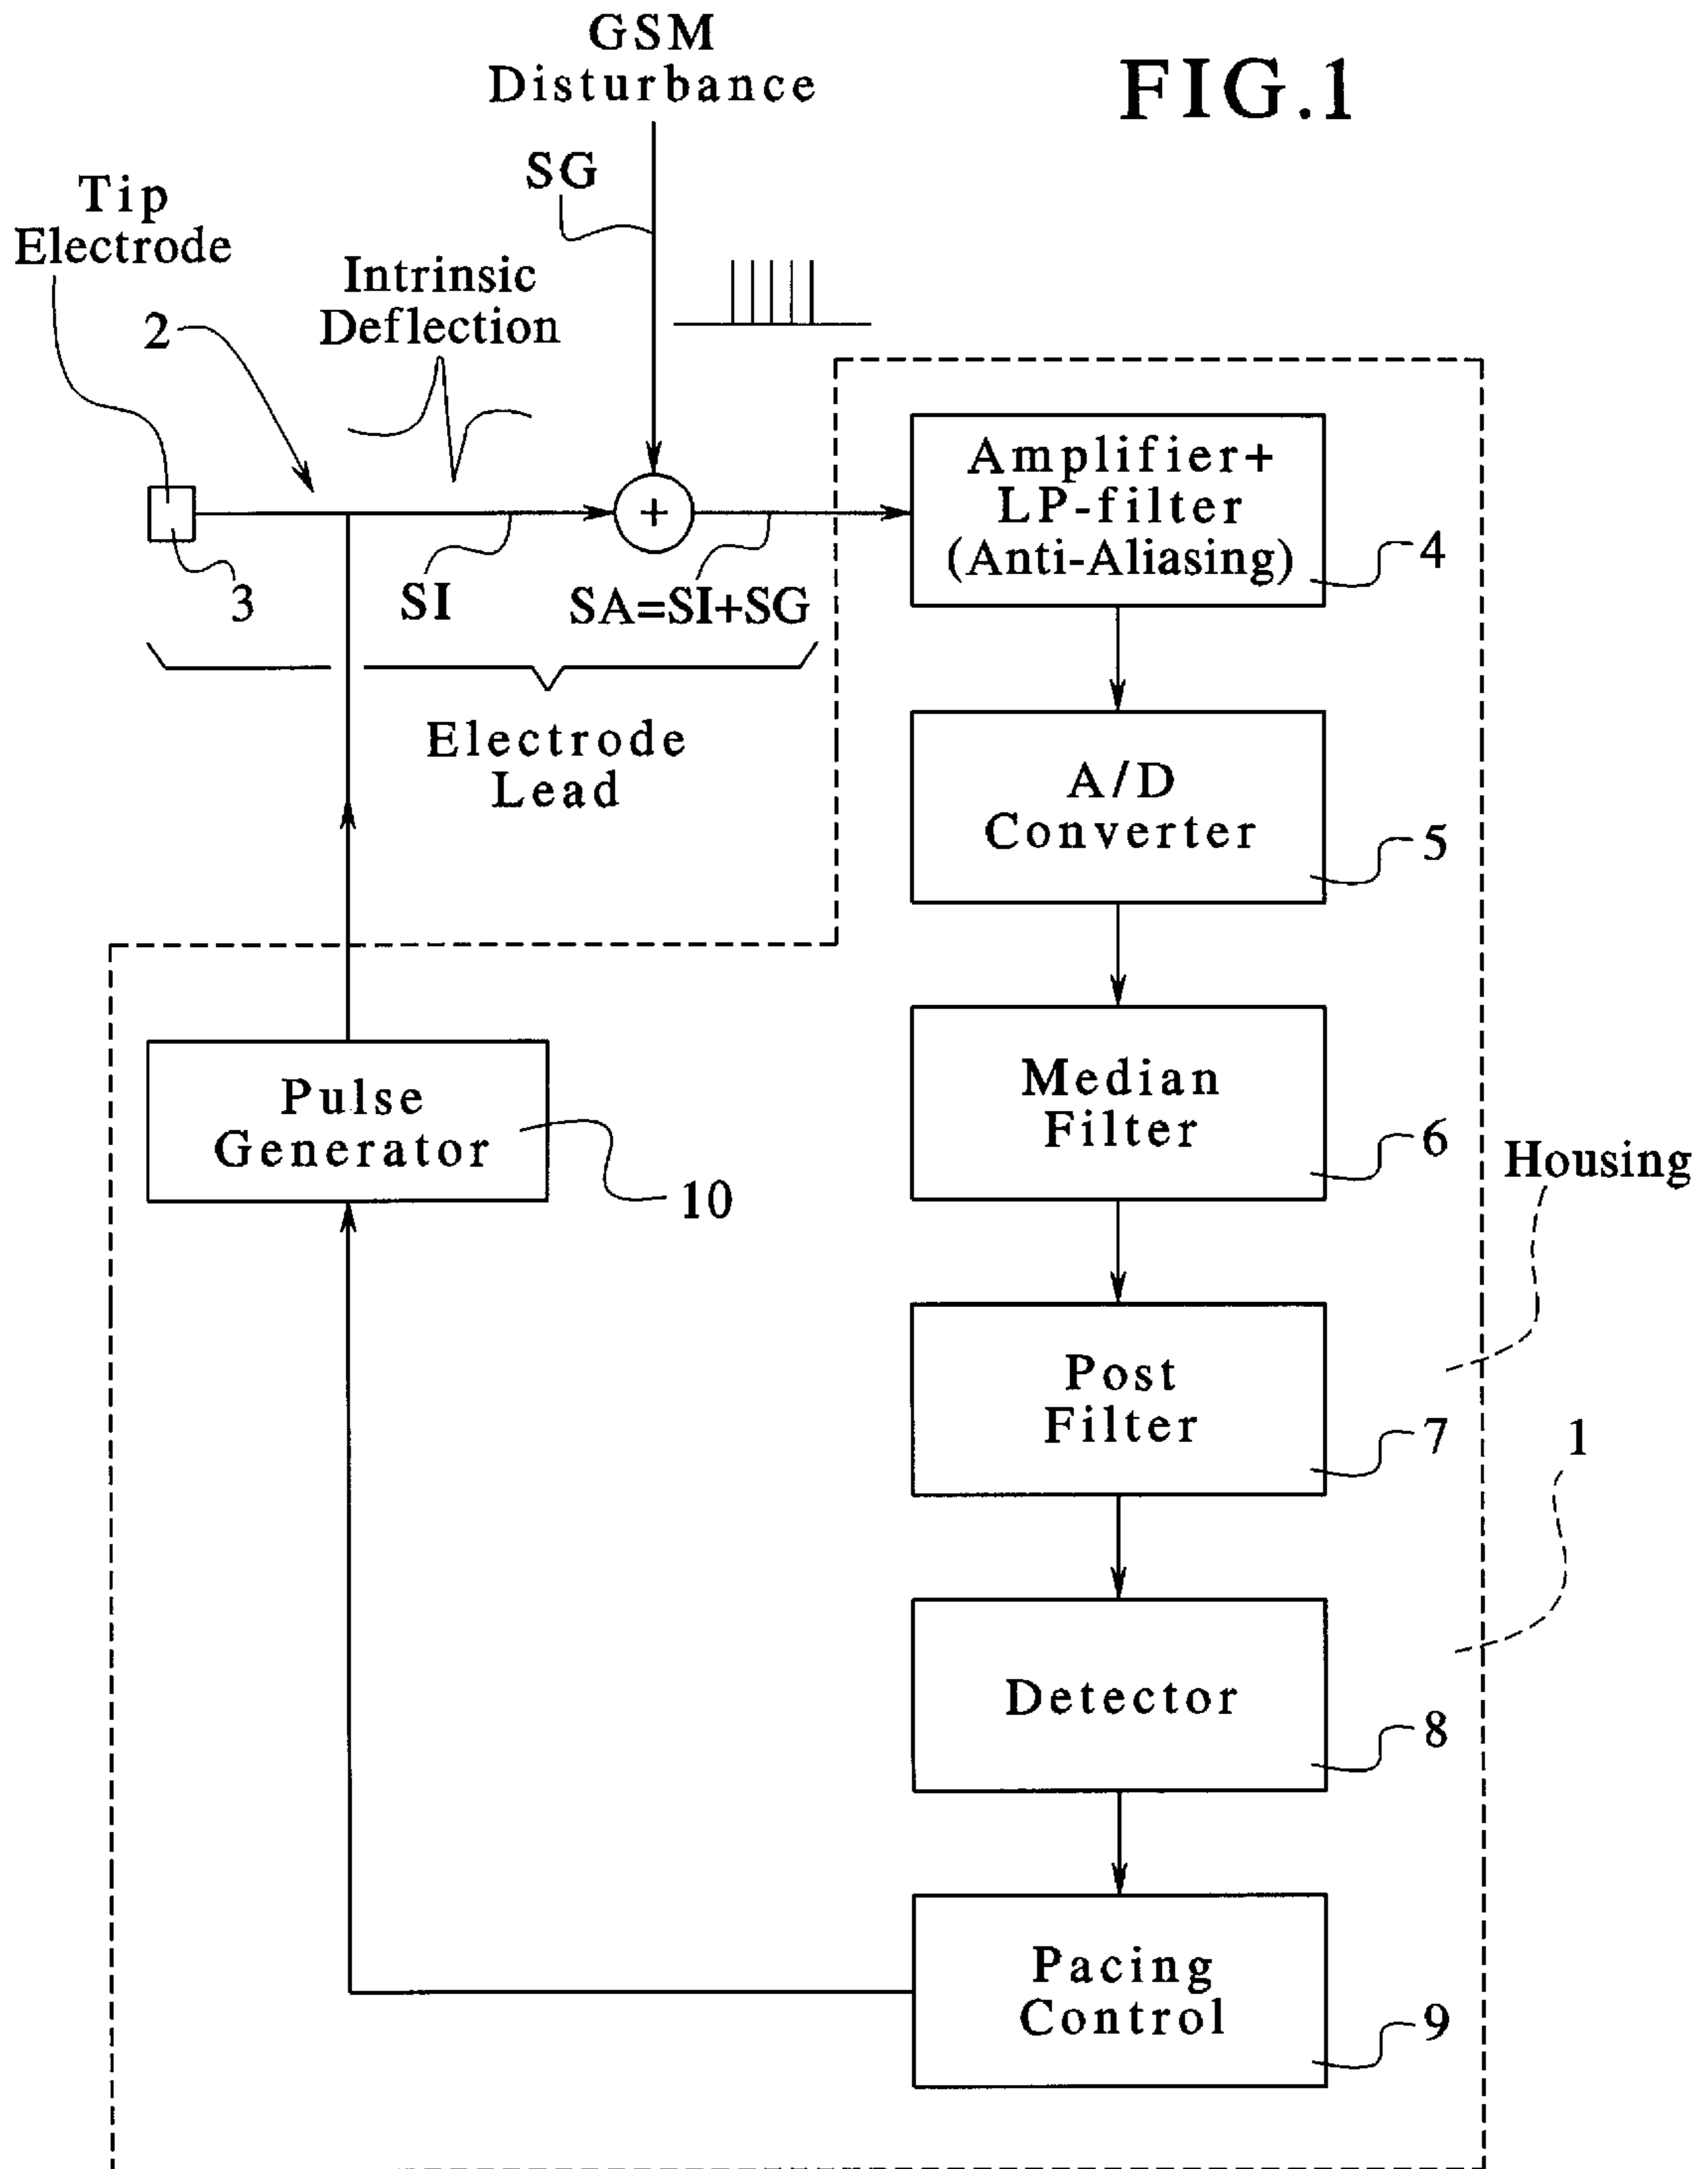 FIG.1
GSM
Disturbance
SG
Tip
Electrode
2
Intrinsic
Deflection
+
3
SI
SA=SI+SG
Electrode
Lead
Amplifier+
LP-filter
(Anti-Aliasing)
4
A/D
Converter
5
Median
Filter
6
Housing
Pulse
Generator
10
Post
Filter
7
1
Detector
8
Pacing
Control
9